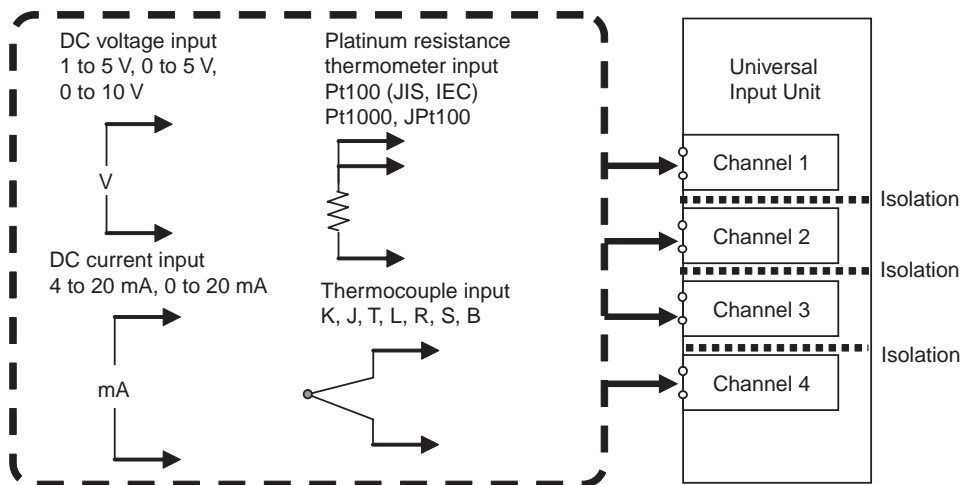 DC voltage input
1 to 5 V, 0 to 5 V,
0 to 10 V
V
DC current input
4 to 20 mA, 0 to 20 mA
mA
Platinum resistance
thermometer input
Pt100 (JIS, IEC)
Pt1000, JPt100
Thermocouple input
K, J, T, L, R, S, B
Universal
Input Unit
Channel 1
Isolation
Channel 2
Isolation
Channel 3
Isolation
Channel 4